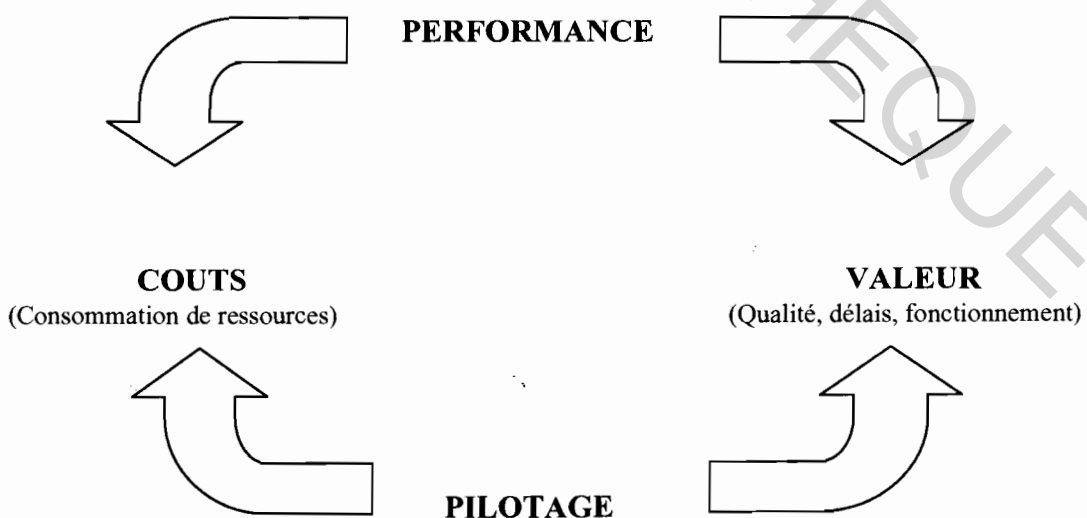 PERFORMANCE
COUTS
(Consommation de ressources)
VALEUR
(Qualité, délais, fonctionnement)
PILOTAGE